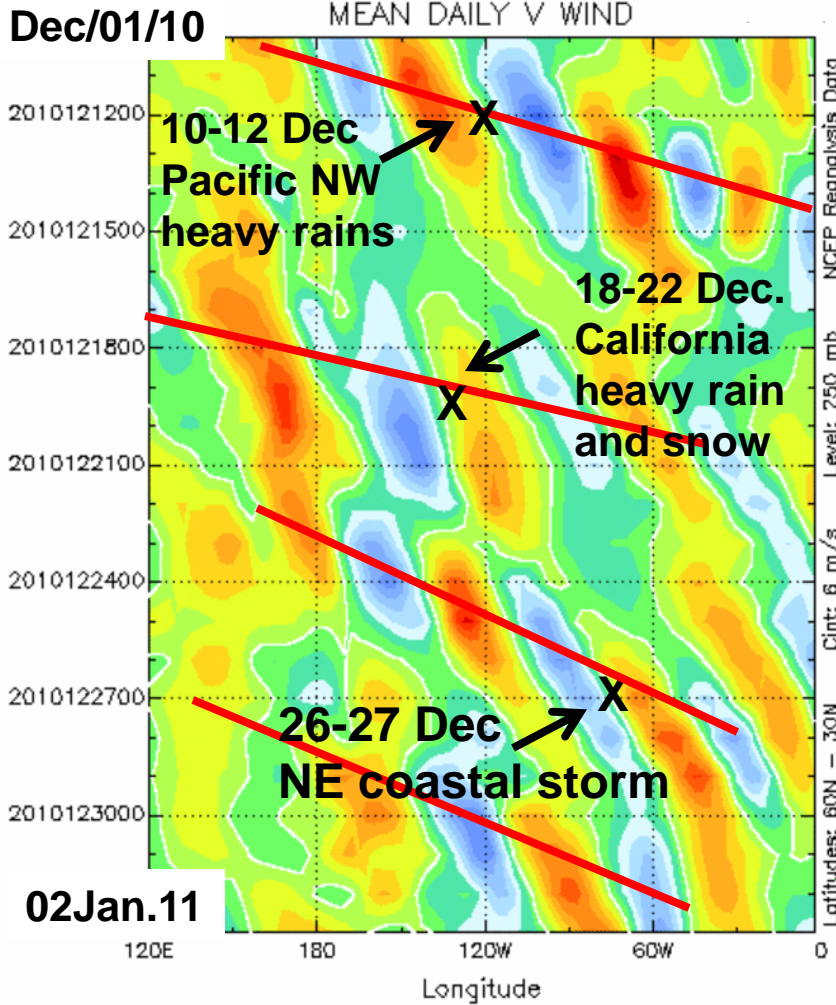 Dec/01/10
MEAN DAILY V WIND
2010121200
10-12 Dec
Pacific NW
heavy rains
X
2010121500
18-22 Dec.
California
heavy rain
and snow
2010121800
X
2010122100
2010122400
2010122700
X
26-27 Dec
NE coastal storm
2010123000
02Jan.11
120E 180 120W 60W 0
Longitude
NCEP Reanalysis Data
Latitudes: 60N – 30N Cint: 6 m/s Level: 250 mb